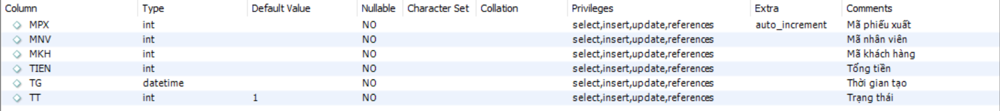 Column Type Default Value Nullable Character Set Collation Privileges Extra Comments
MPX int NO select,insert,update,references auto_increment Mã phiếu xuất
MNV int NO select,insert,update,references Mã nhân viên
MKH int NO select,insert,update,references Mã khách hàng
TIEN int NO select,insert,update,references Tổng tiền
TG datetime NO select,insert,update,references Thời gian tạo
TT int 1 NO select,insert,update,references Trạng thái